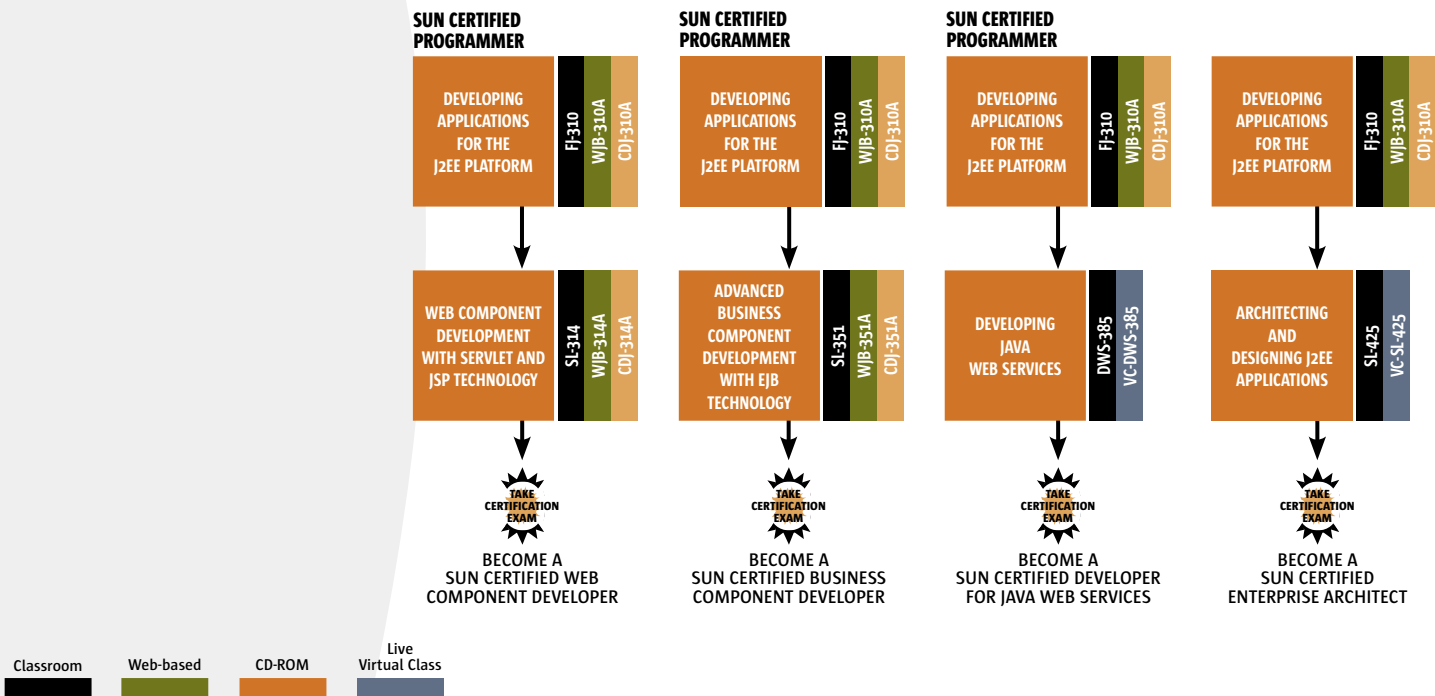 SUN CERTIFIED
PROGRAMMER
DEVELOPING
APPLICATIONS
FOR THE
J2EE PLATFORM
FJ-310
WJB-310A
CDJ-310A
WEB COMPONENT
DEVELOPMENT
WITH SERVLET AND
JSP TECHNOLOGY
SL-314
WJB-314A
CDJ-314A
TAKE
CERTIFICATION
EXAM
BECOME A
SUN CERTIFIED WEB
COMPONENT DEVELOPER
SUN CERTIFIED
PROGRAMMER
DEVELOPING
APPLICATIONS
FOR THE
J2EE PLATFORM
FJ-310
WJB-310A
CDJ-310A
ADVANCED
BUSINESS
COMPONENT
DEVELOPMENT
WITH EJB
TECHNOLOGY
SL-351
WJB-351A
CDJ-351A
TAKE
CERTIFICATION
EXAM
BECOME A
SUN CERTIFIED BUSINESS
COMPONENT DEVELOPER
SUN CERTIFIED
PROGRAMMER
DEVELOPING
APPLICATIONS
FOR THE
J2EE PLATFORM
FJ-310
WJB-310A
CDJ-310A
DEVELOPING
JAVA
WEB SERVICES
DWS-385
VC-DWS-385
TAKE
CERTIFICATION
EXAM
BECOME A
SUN CERTIFIED DEVELOPER
FOR JAVA WEB SERVICES
DEVELOPING
APPLICATIONS
FOR THE
J2EE PLATFORM
FJ-310
WJB-310A
CDJ-310A
ARCHITECTING
AND
DESIGNING J2EE
APPLICATIONS
SL-425
VC-SL-425
TAKE
CERTIFICATION
EXAM
BECOME A
SUN CERTIFIED
ENTERPRISE ARCHITECT
Classroom
Web-based
CD-ROM
Live
Virtual Class